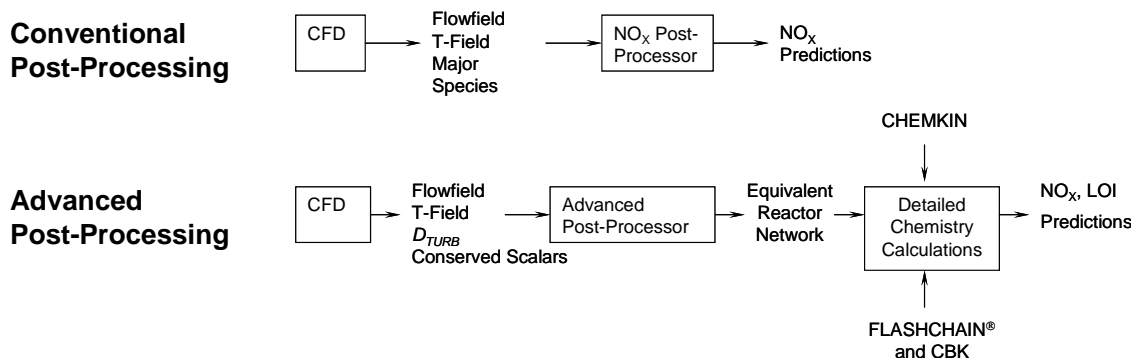 Conventional
Post-Processing
CFD
Flowfield
T-Field
Major
Species
NOX Post-
Processor
NOX
Predictions
Advanced
Post-Processing
CFD
Flowfield
T-Field
DTURB
Conserved Scalars
Advanced
Post-Processor
Equivalent
Reactor
Network
CHEMKIN
Detailed
Chemistry
Calculations
FLASHCHAIN®
and CBK
NOX, LOI
Predictions